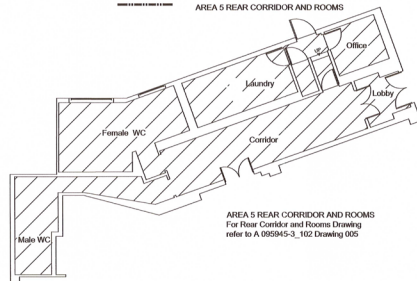 AREA 5 REAR CORRIDOR AND ROOMS
Office
UP
Laundry
Lobby
Female WC
Corridor
AREA 5 REAR CORRIDOR AND ROOMS
For Rear Corridor and Rooms Drawing
refer to A 095945-3_102 Drawing 005
Male WC